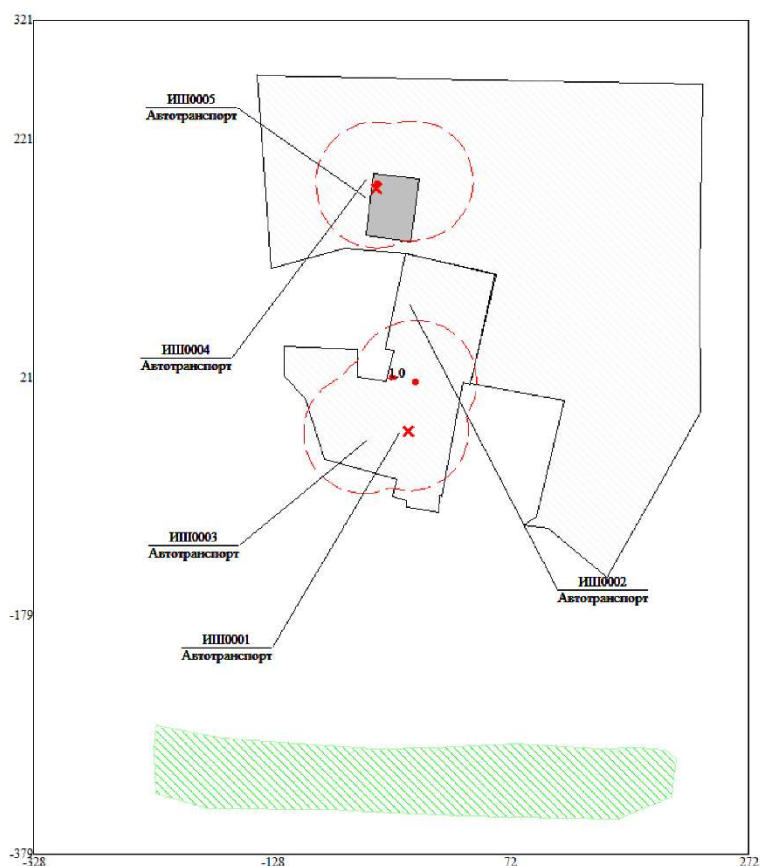 321
ИШ0005
Автотранспорт
221
ИШ0004
Автотранспорт
21
1.0
ИШ0003
Автотранспорт
ИШ0002
Автотранспорт
-179
ИШ0001
Автотранспорт
-379
-328
-128
72
272